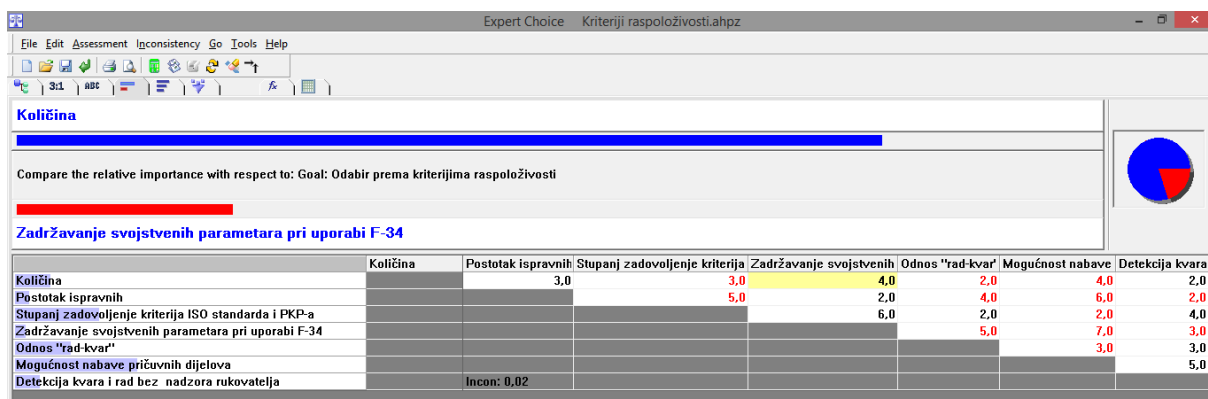 Expert Choice Kriteriji raspoloživosti.ahpz
File Edit Assessment Inconsistency Go Tools Help
3:1 ABC fx
Količina
Compare the relative importance with respect to: Goal: Odabir prema kriterijima raspoloživosti
Zadržavanje svojstvenih parametara pri uporabi F-34
Količina Postotak ispravnih Stupanj zadovoljenje kriterija Zadržavanje svojstvenih Odnos "rad-kvar" Mogućnost nabave Detekcija kvara
Količina 3,0 3,0 4,0 2,0 4,0 2,0
Postotak ispravnih 5,0 2,0 4,0 6,0 2,0
Stupanj zadovoljenje kriterija ISO standarda i PKP-a 6,0 2,0 2,0 4,0
Zadržavanje svojstvenih parametara pri uporabi F-34 5,0 7,0 3,0
Odnos "rad-kvar" 3,0 3,0
Mogućnost nabave pričuvnih dijelova 5,0
Detekcija kvara i rad bez nadzora rukovatelja Incon: 0,02